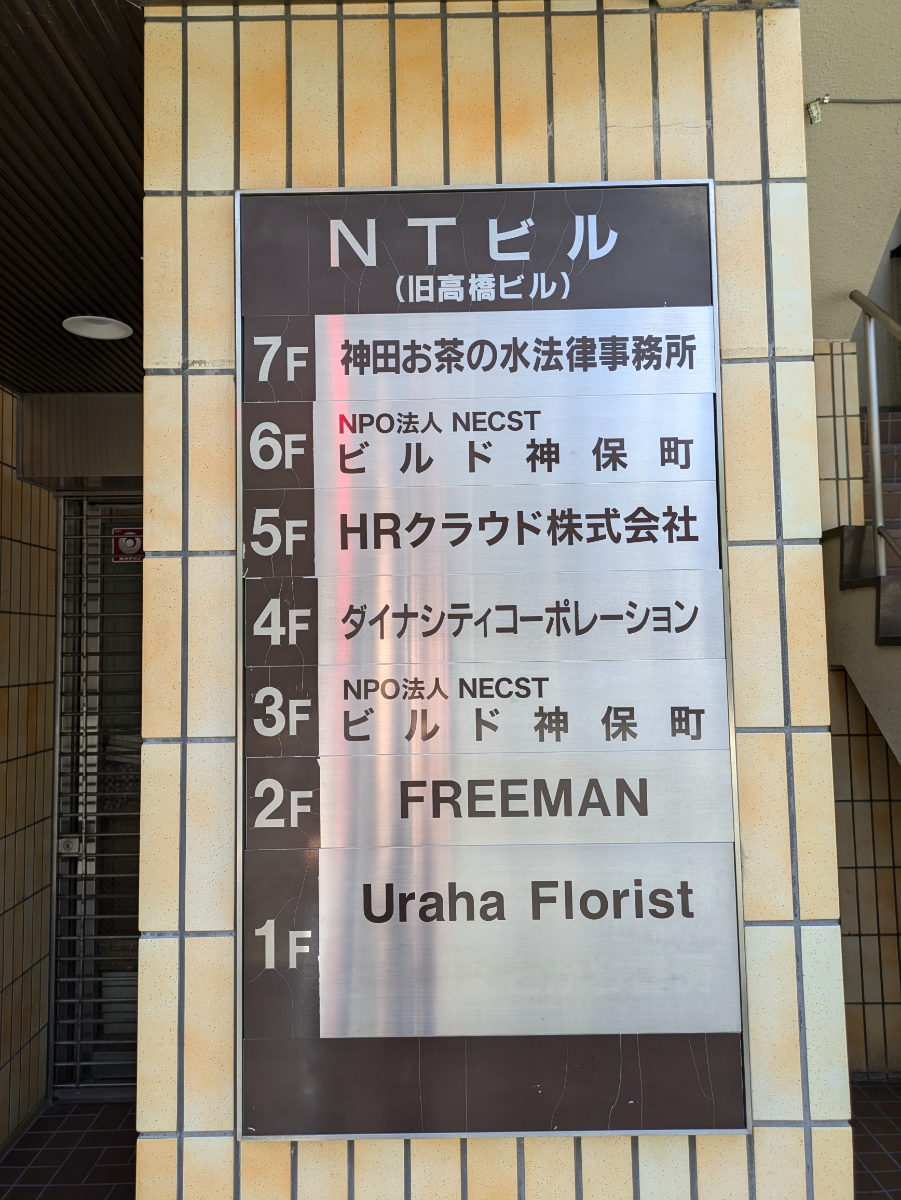 NTビル
（旧高橋ビル）
7F 神田お茶の水法律事務所
6F NPO法人 NECST
ビルド神保町
5F HRクラウド株式会社
4F ダイナシティコーポレーション
3F NPO法人 NECST
ビルド神保町
2F FREEMAN
1F Uraha Florist